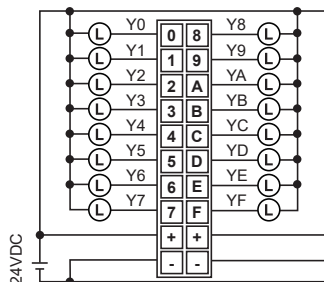 L Y0 0 8 Y8 L
L Y1 1 9 Y9 L
L Y2 2 A YA L
L Y3 3 B YB L
L Y4 4 C YC L
L Y5 5 D YD L
L Y6 6 E YE L
L Y7 7 F YF L
+ +
- -
24VDC